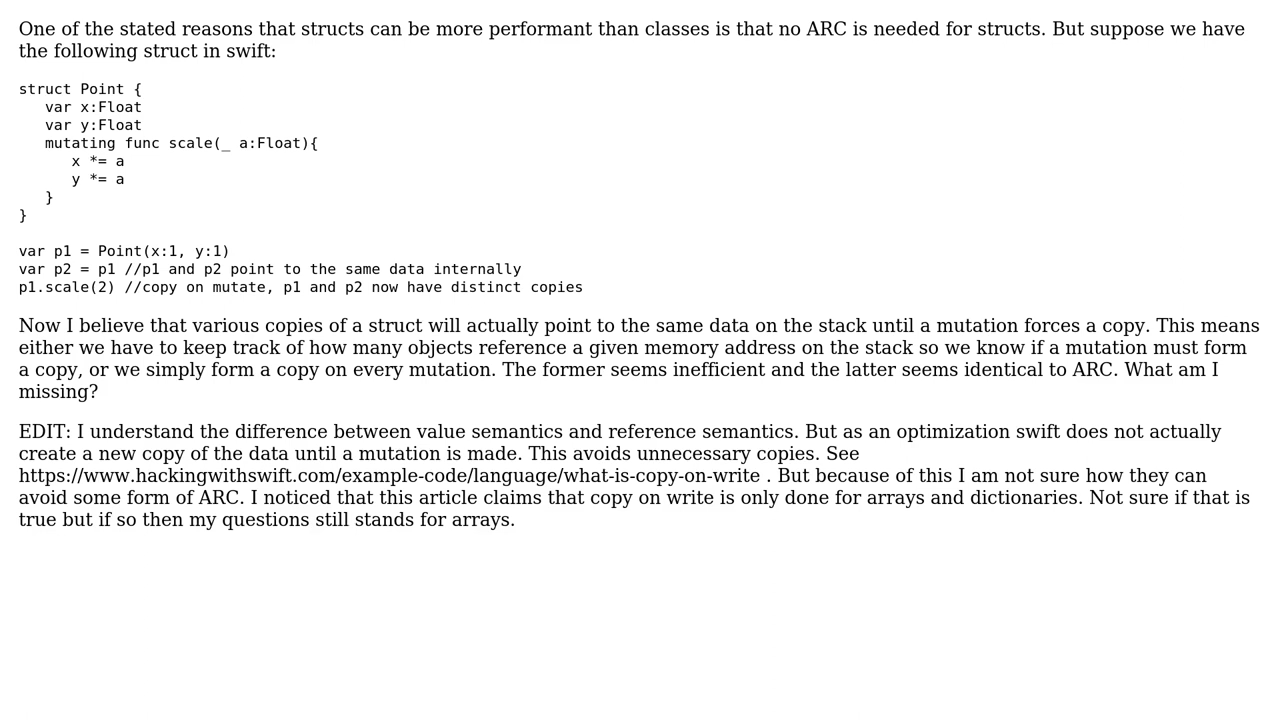 One of the stated reasons that structs can be more performant than classes is that no ARC is needed for structs. But suppose we have
the following struct in swift:
struct Point {
   var x:Float
   var y:Float
   mutating func scale(_ a:Float){
      x *= a
      y *= a
   }
}
var p1 = Point(x:1, y:1)
var p2 = p1 //p1 and p2 point to the same data internally
p1.scale(2) //copy on mutate, p1 and p2 now have distinct copies
Now I believe that various copies of a struct will actually point to the same data on the stack until a mutation forces a copy. This means
either we have to keep track of how many objects reference a given memory address on the stack so we know if a mutation must form
a copy, or we simply form a copy on every mutation. The former seems inefficient and the latter seems identical to ARC. What am I
missing?
EDIT: I understand the difference between value semantics and reference semantics. But as an optimization swift does not actually
create a new copy of the data until a mutation is made. This avoids unnecessary copies. See
https://www.hackingwithswift.com/example-code/language/what-is-copy-on-write . But because of this I am not sure how they can
avoid some form of ARC. I noticed that this article claims that copy on write is only done for arrays and dictionaries. Not sure if that is
true but if so then my questions still stands for arrays.